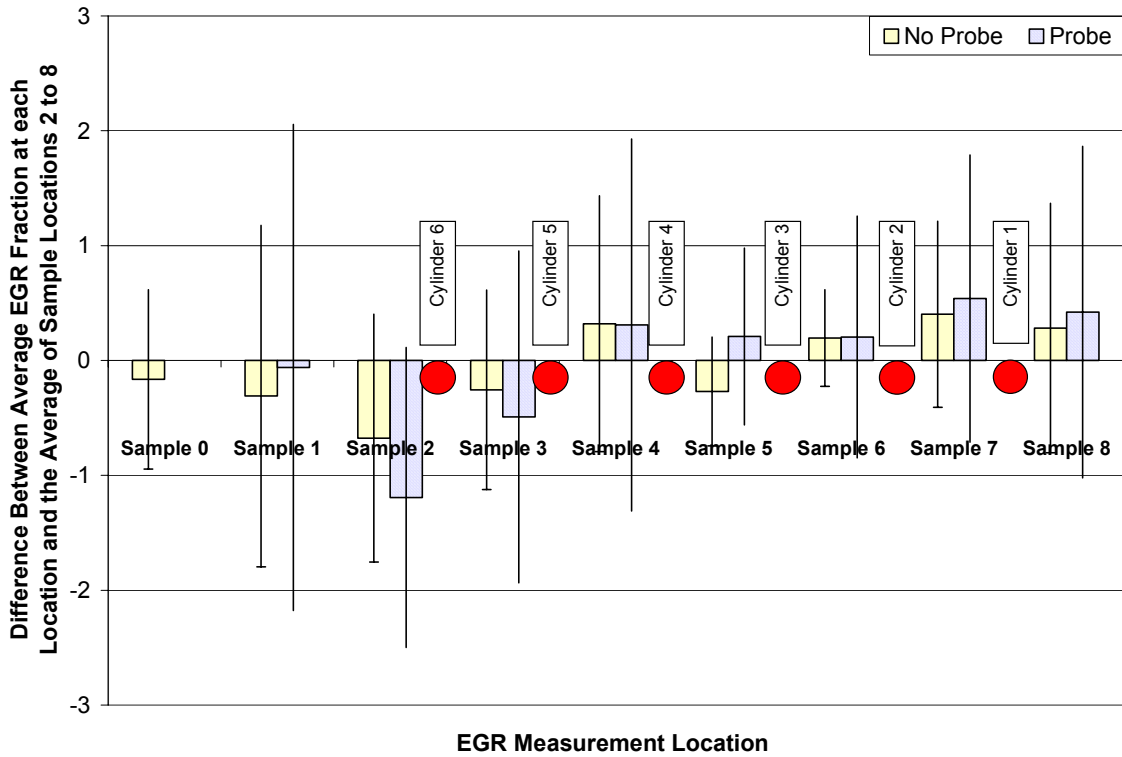 Difference Between Average EGR Fraction at each
Location and the Average of Sample Locations 2 to 8
3
2
1
0
-1
-2
-3
No Probe
Probe
Cylinder 6
Cylinder 5
Cylinder 4
Cylinder 3
Cylinder 2
Cylinder 1
Sample 0
Sample 1
Sample 2
Sample 3
Sample 4
Sample 5
Sample 6
Sample 7
Sample 8
EGR Measurement Location